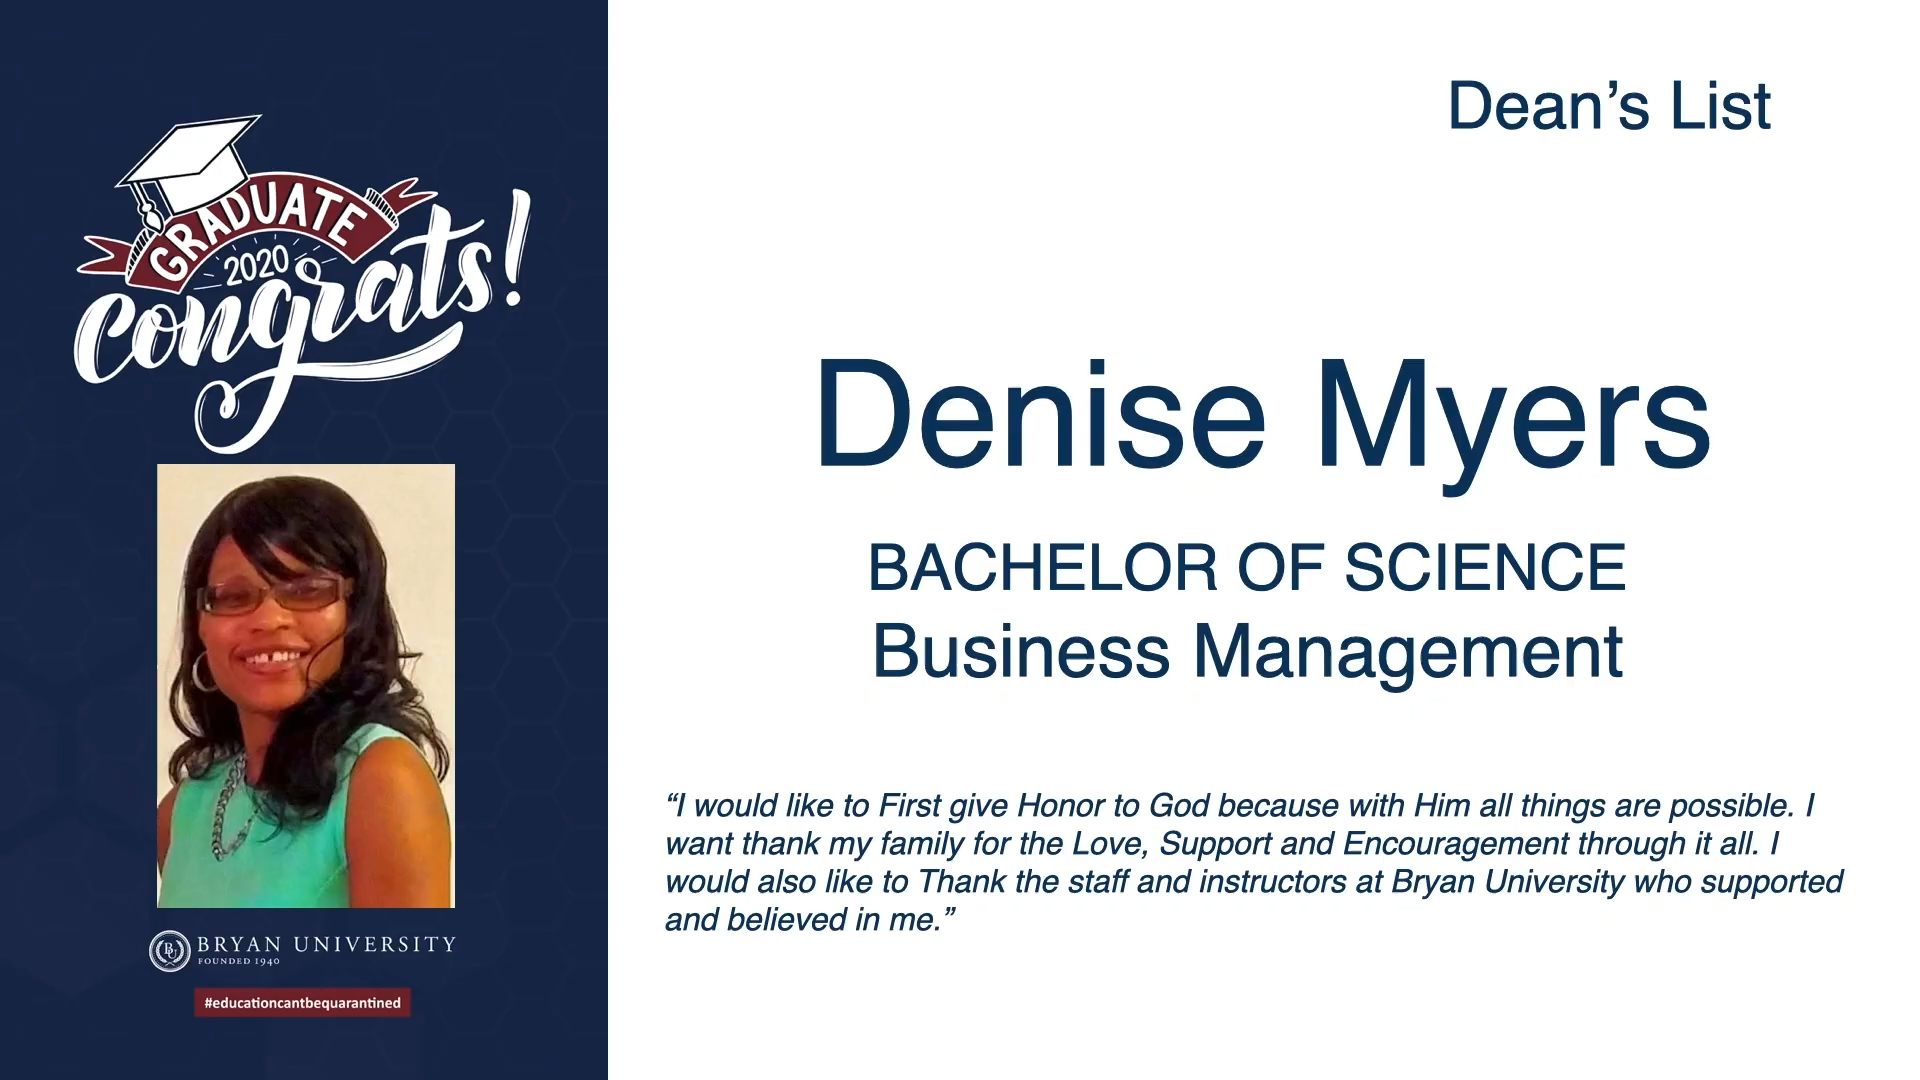 GRADUATE
2020
congrats!
BU
BRYAN UNIVERSITY
FOUNDED 1940
#educationcantbequarantined
Dean’s List
Denise Myers
BACHELOR OF SCIENCE
Business Management
“I would like to First give Honor to God because with Him all things are possible. I
want thank my family for the Love, Support and Encouragement through it all. I
would also like to Thank the staff and instructors at Bryan University who supported
and believed in me.”